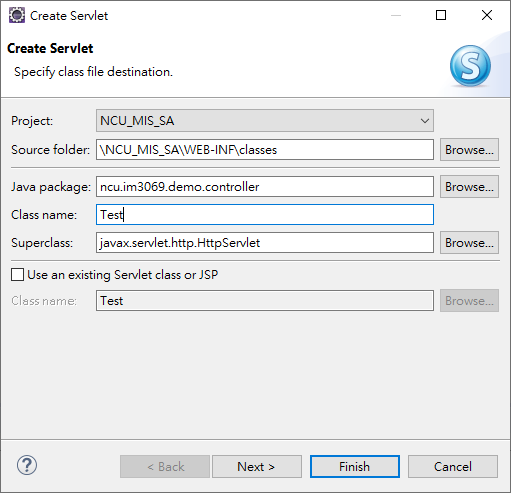 Create Servlet
Create Servlet
Specify class file destination.
S
Project: NCU_MIS_SA
Source folder: \NCU_MIS_SA\WEB-INF\classes Browse...
Java package: ncu.im3069.demo.controller Browse...
Class name: Test
Superclass: javax.servlet.http.HttpServlet Browse...
Use an existing Servlet class or JSP
Class name: Test Browse...
? < Back Next > Finish Cancel